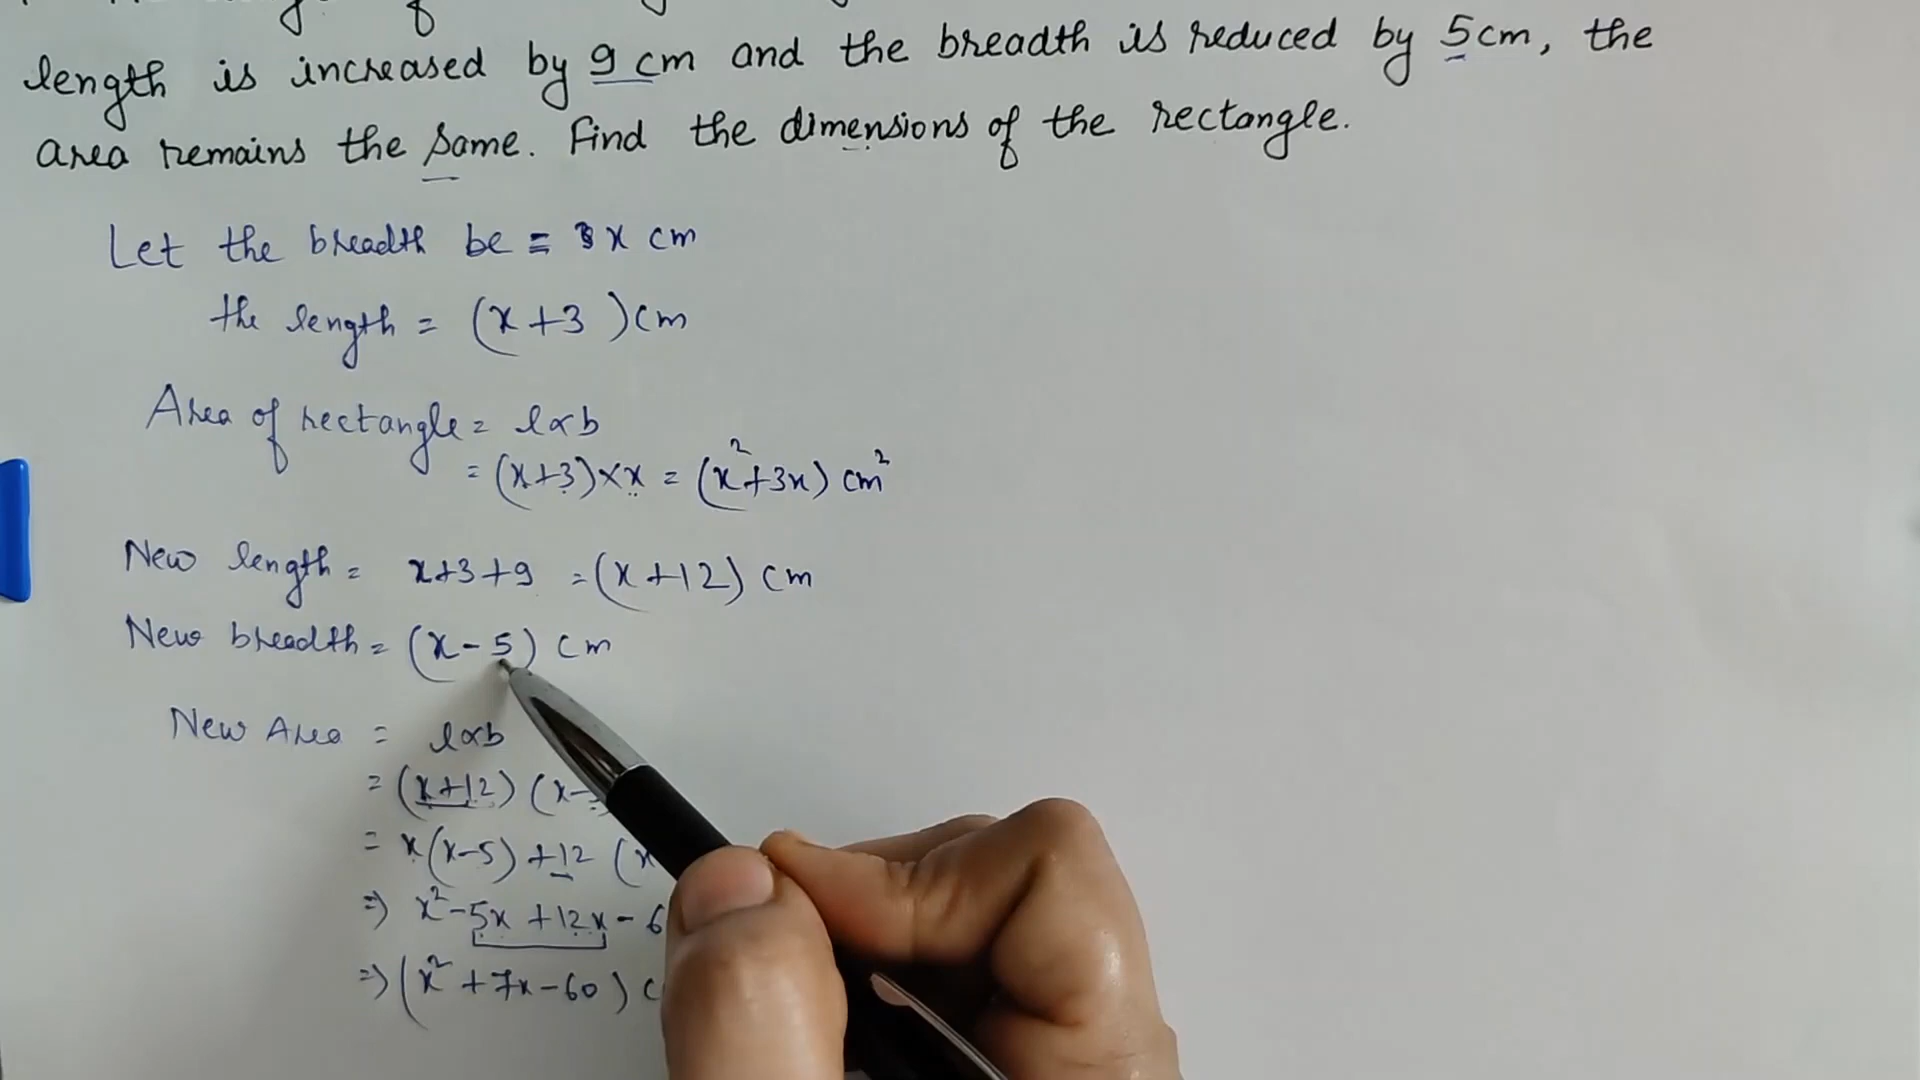 length is increased by 9 cm and the breadth is reduced by 5cm, the
area remains the same. Find the dimensions of the rectangle.
Let the breadth be = x cm
the length = (x+3) cm
Area of rectangle = l×b
= (x+3)×x = (x²+3x) cm²
New length = x+3+9 = (x+12) cm
New breadth = (x-5) cm
New Area = l×b
= (x+12) (x-
= x(x-5) +12 (x
⇒ x²-5x +12x - 6
⇒ (x² +7x-60) c